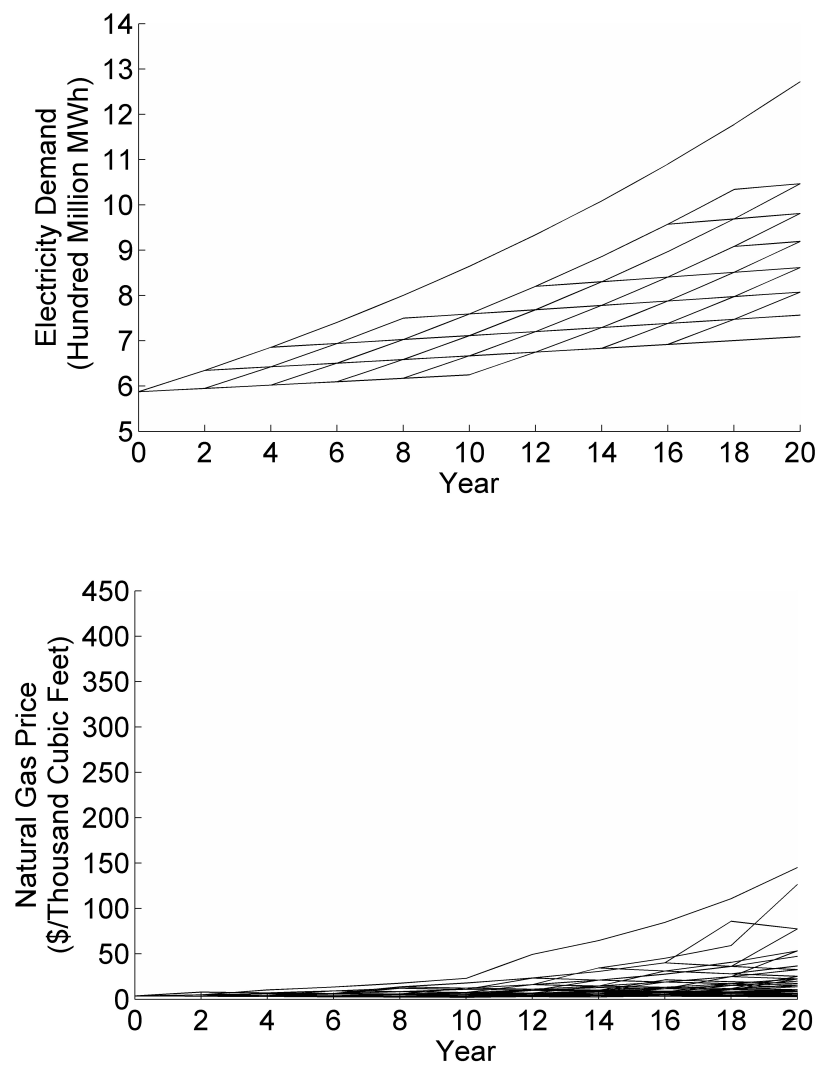 14
13
12
11
10
9
8
7
6
5
Electricity Demand
(Hundred Million MWh)
0 2 4 6 8 10 12 14 16 18 20
Year
450
400
350
300
250
200
150
100
50
0
Natural Gas Price
($/Thousand Cubic Feet)
0 2 4 6 8 10 12 14 16 18 20
Year